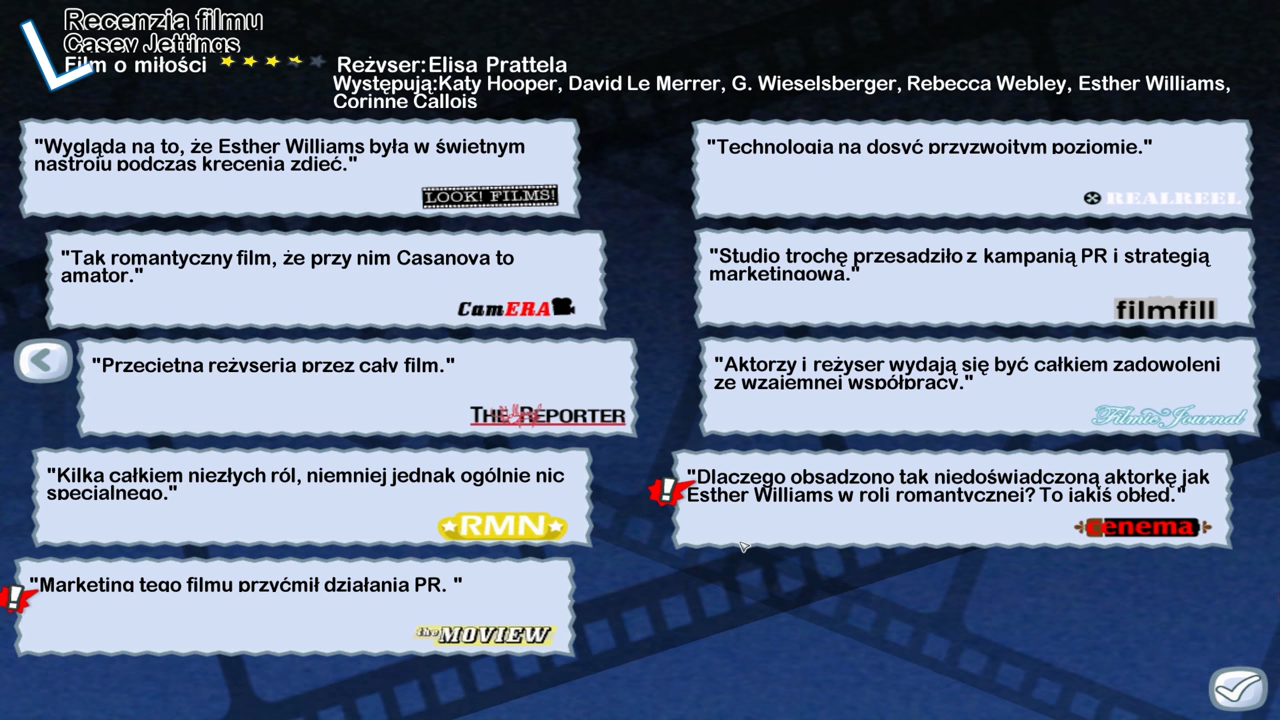 Recenzja filmu
Casey Jettings
Film o miłości
Reżyser:Elisa Prattela
Występują:Katy Hooper, David Le Merrer, G. Wieselsberger, Rebecca Webley, Esther Williams,
Corinne Callois
"Wygląda na to, że Esther Williams była w świetnym
nastroju podczas kręcenia zdjęć."
LOOK! FILMS!
"Tak romantyczny film, że przy nim Casanova to
amator."
CamERA
"Przeciętna reżyseria przez cały film."
THE REPORTER
"Kilka całkiem niezłych ról, niemniej jednak ogólnie nic
specjalnego."
RMN
"Marketing tego filmu przyćmił działania PR. "
the MOVIEW
"Technologia na dosyć przyzwoitym poziomie."
REALREEL
"Studio trochę przesadziło z kampanią PR i strategią
marketingową."
filmfill
"Aktorzy i reżyser wydają się być całkiem zadowoleni
ze wzajemnej współpracy."
Filmic Journal
"Dlaczego obsadzono tak niedoświadczoną aktorkę jak
Esther Williams w roli romantycznej? To jakiś obłęd."
Cenema